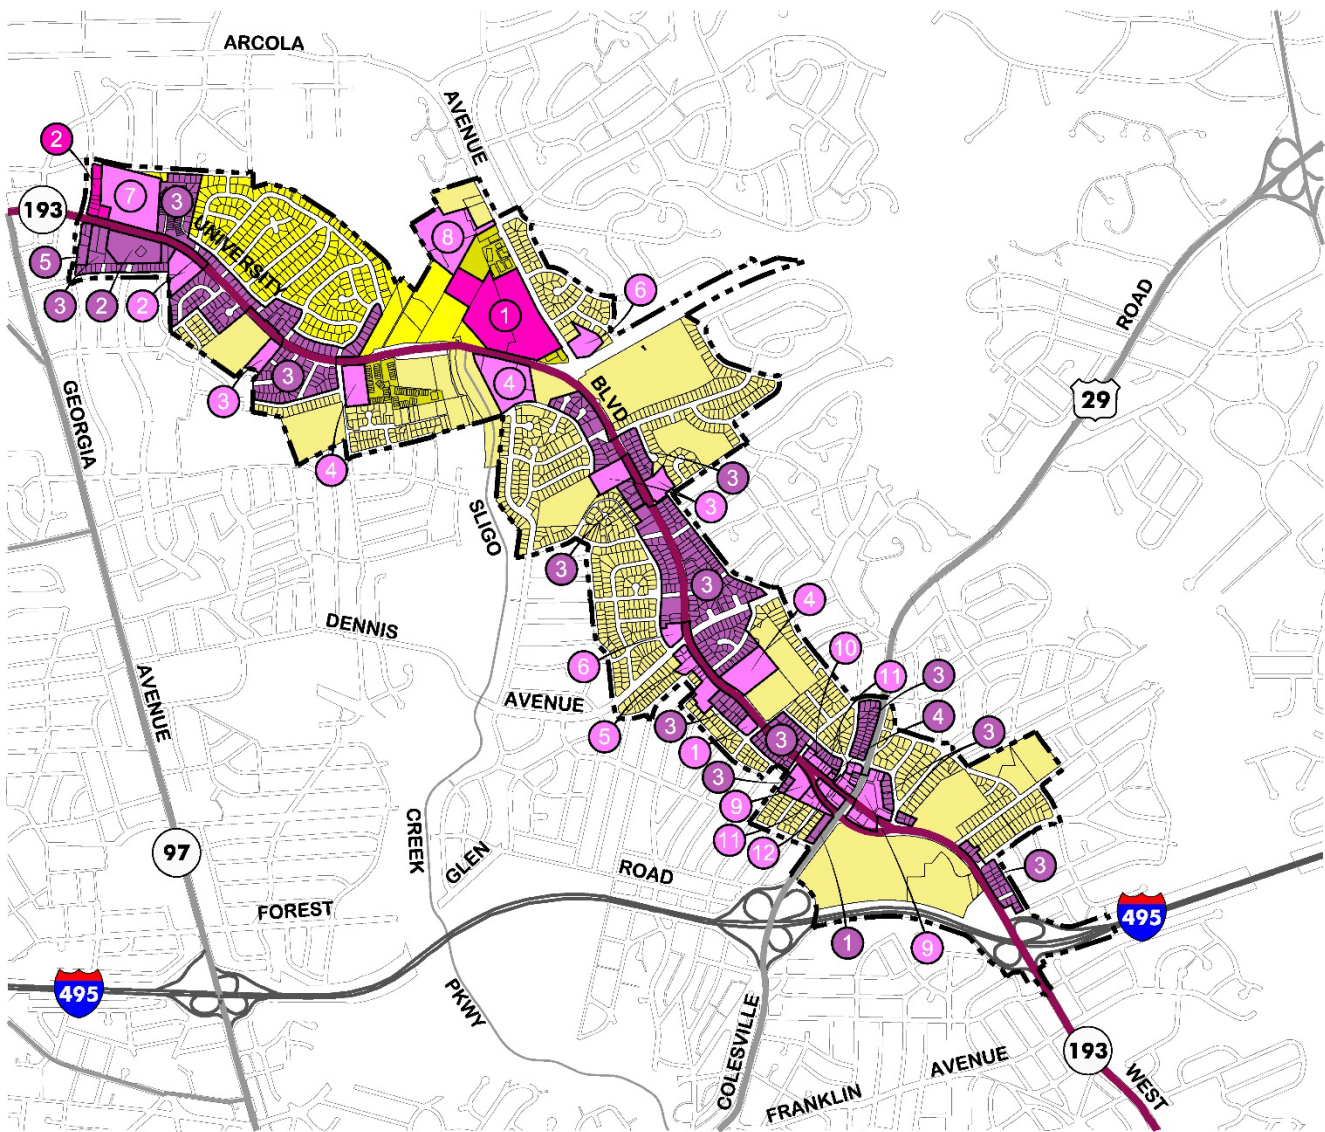 ARCOLA
AVENUE
2
7
3
193
8
UNIVERSITY
5
6
1
3
2
2
ROAD
4
3
BLVD
29
GEORGIA
3
4
3
3
SLIGO
3
3
4
DENNIS
10
6
11
3
AVENUE
AVENUE
3
4
5
3
3
1
3
9
11
12
97
CREEK
GLEN
ROAD
3
FOREST
495
1
9
495
PKWY
COLESVILLE
193
AVENUE
WEST
FRANKLIN